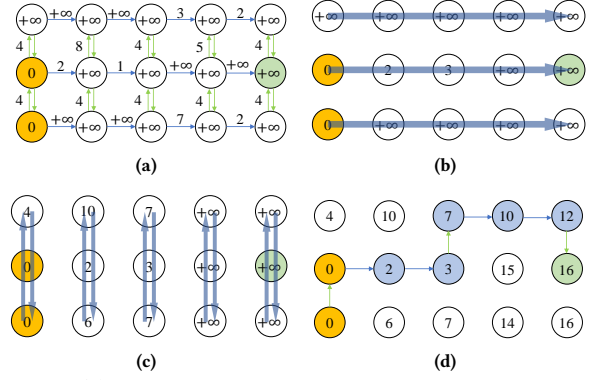 +∞ +∞ 3 2
+∞ +∞ +∞ +∞ +∞
4 8 4 5 4
2 1 +∞ +∞
0 +∞ +∞ +∞ +∞
4 4 4 4 4
+∞ +∞ 7 2
0 +∞ +∞ +∞ +∞
(a)
+∞ +∞ +∞ +∞ +∞
0 2 3 +∞ +∞
0 +∞ +∞ +∞ +∞
(b)
4 10 7 +∞ +∞
0 2 3 +∞ +∞
0 6 7 +∞ +∞
(c)
4 10 7 10 12
0 2 3 15 16
0 6 7 14 16
(d)